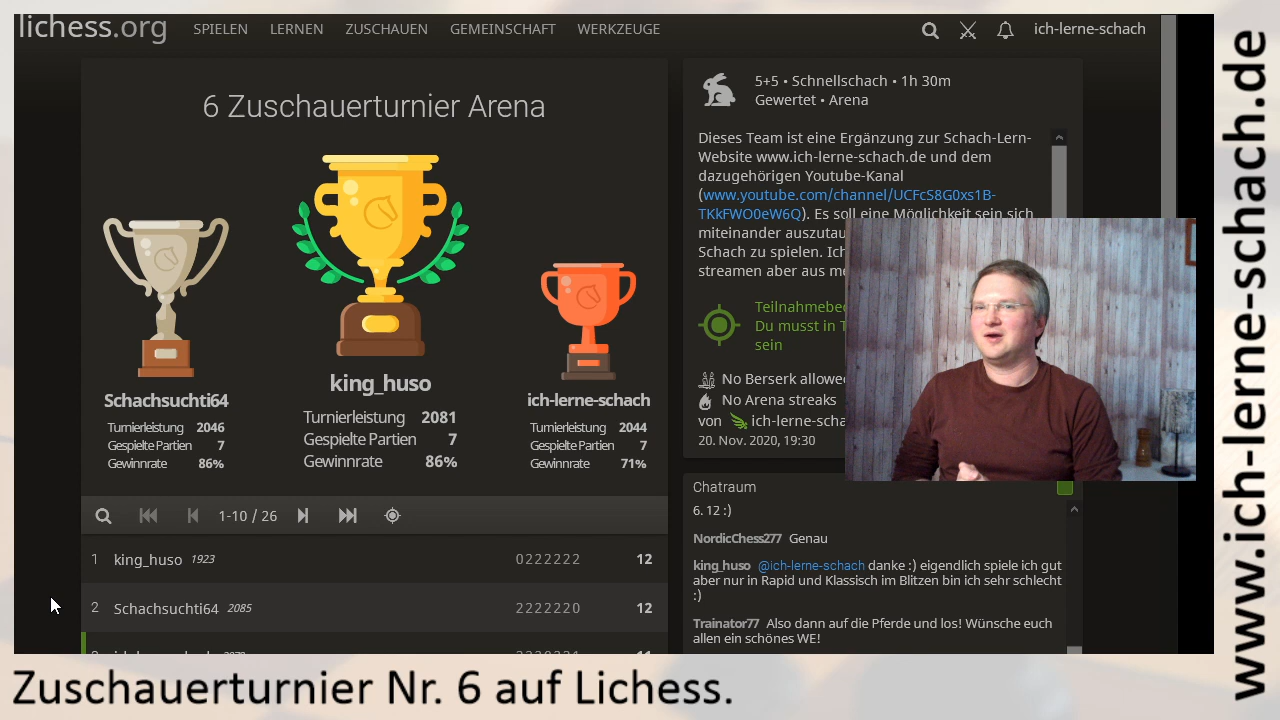 lichess.org SPIELEN LERNEN ZUSCHAUEN GEMEINSCHAFT WERKZEUGE ich-lerne-schach
6 Zuschauerturnier Arena
Schachsuchti64
Turnierleistung 2046
Gespielte Partien 7
Gewinnrate 86%
king_huso
Turnierleistung 2081
Gespielte Partien 7
Gewinnrate 86%
ich-lerne-schach
Turnierleistung 2044
Gespielte Partien 7
Gewinnrate 71%
1-10 / 26
1 king_huso 1923 0222222 12
2 Schachsuchti64 2085 2222220 12
5+5 • Schnellschach • 1h 30m
Gewertet • Arena
Dieses Team ist eine Ergänzung zur Schach-Lern-
Website www.ich-lerne-schach.de und dem
dazugehörigen Youtube-Kanal
(www.youtube.com/channel/UCFcS8G0xs1B-
TKkFWO0eW6Q). Es soll eine Möglichkeit sein sich
miteinander auszutau
Schach zu spielen. Ich
streamen aber aus me
Teilnahmebe
Du musst in T
sein
No Berserk allowe
No Arena streaks
von ich-lerne-scha
20. Nov. 2020, 19:30
Chatraum
6. 12 :)
NordicChess277 Genau
king_huso @ich-lerne-schach danke :) eigendlich spiele ich gut
aber nur in Rapid und Klassisch im Blitzen bin ich sehr schlecht
:)
Trainator77 Also dann auf die Pferde und los! Wünsche euch
allen ein schönes WE!
www.ich-lerne-schach.de
Zuschauerturnier Nr. 6 auf Lichess.